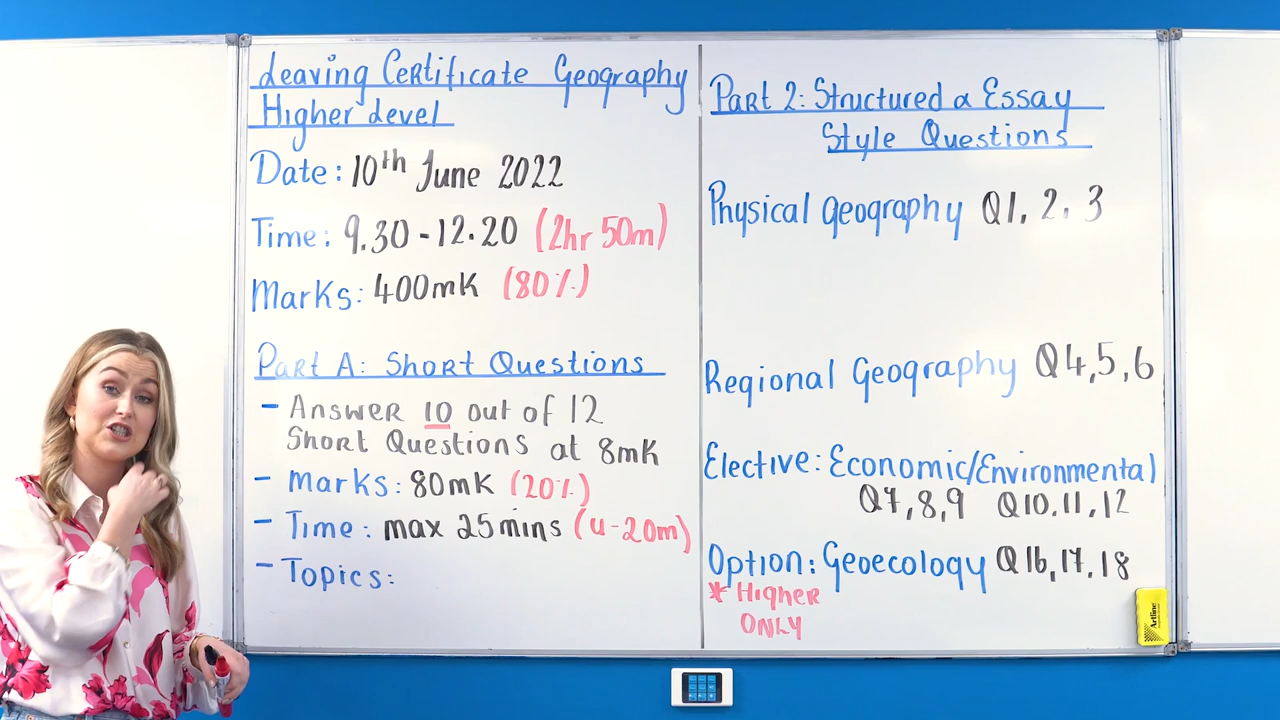 Leaving Certificate Geography
Higher Level
Date: 10th June 2022
Time: 9.30 - 12.20 (2hr 50m)
Marks: 400mk (80%)
Part A: Short Questions
- Answer 10 out of 12
Short Questions at 8mk
- Marks: 80mk (20%)
- Time: max 25mins (u-20m)
- Topics:
Part 2: Structured & Essay
Style Questions
Physical Geography Q1, 2, 3
Regional Geography Q4,5,6
Elective: Economic/Environmental
Q7,8,9 Q10,11,12
Option: Geoecology Q16,17,18
* Higher
ONLY
Artline